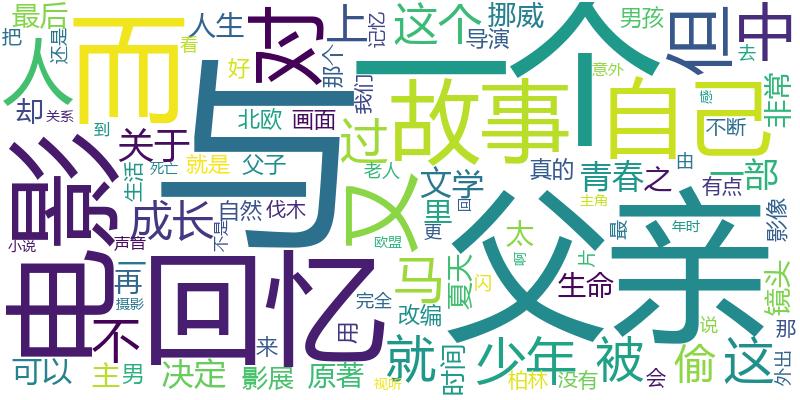 最后
把
还是
人生
看
对
上
那个
记忆
这个
导演
挪威
一个
男孩
意外
但
去
中
人
而
与
好
我们
却
关系
北欧
画面
过
故事
自己
感
不断
非常
到
关于
电影
死亡
就是
父子
又
老人
文学
真的
青春
之
由
一部
生活
成长
自然
伐木
里
有点
小说
声音
不是
欧盟
更
画
太
父亲
主角
最
年时
影像
回忆
再
摄影
不
马
夏天
闪
啊
片
生命
镜头
用
完全
改编
说
那
可以
主
男
决定
来
影展
原著
视听
就
时间
少年
柏林
没有
被
会
偷
这
外出